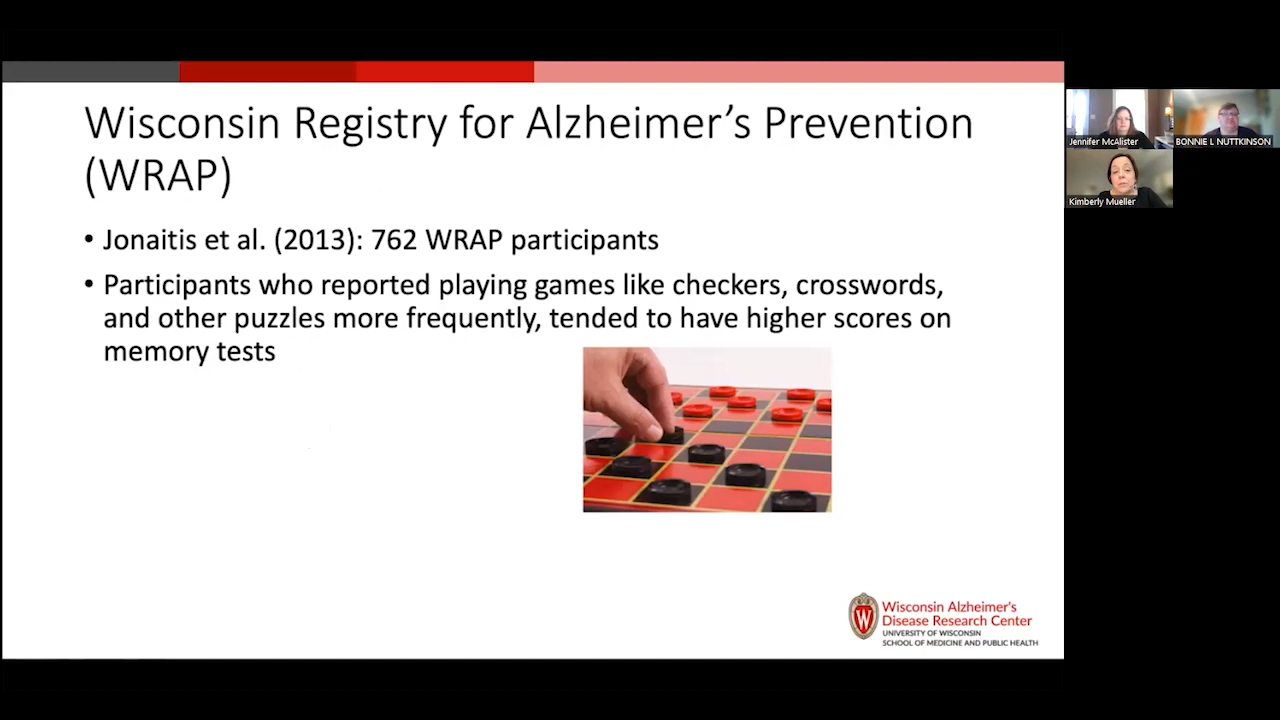 Wisconsin Registry for Alzheimer’s Prevention
(WRAP)
• Jonaitis et al. (2013): 762 WRAP participants
• Participants who reported playing games like checkers, crosswords,
and other puzzles more frequently, tended to have higher scores on
memory tests
W
Wisconsin Alzheimer's
Disease Research Center
UNIVERSITY OF WISCONSIN
SCHOOL OF MEDICINE AND PUBLIC HEALTH
Jennifer McAlister
BONNIE L NUTTKINSON
Kimberly Mueller